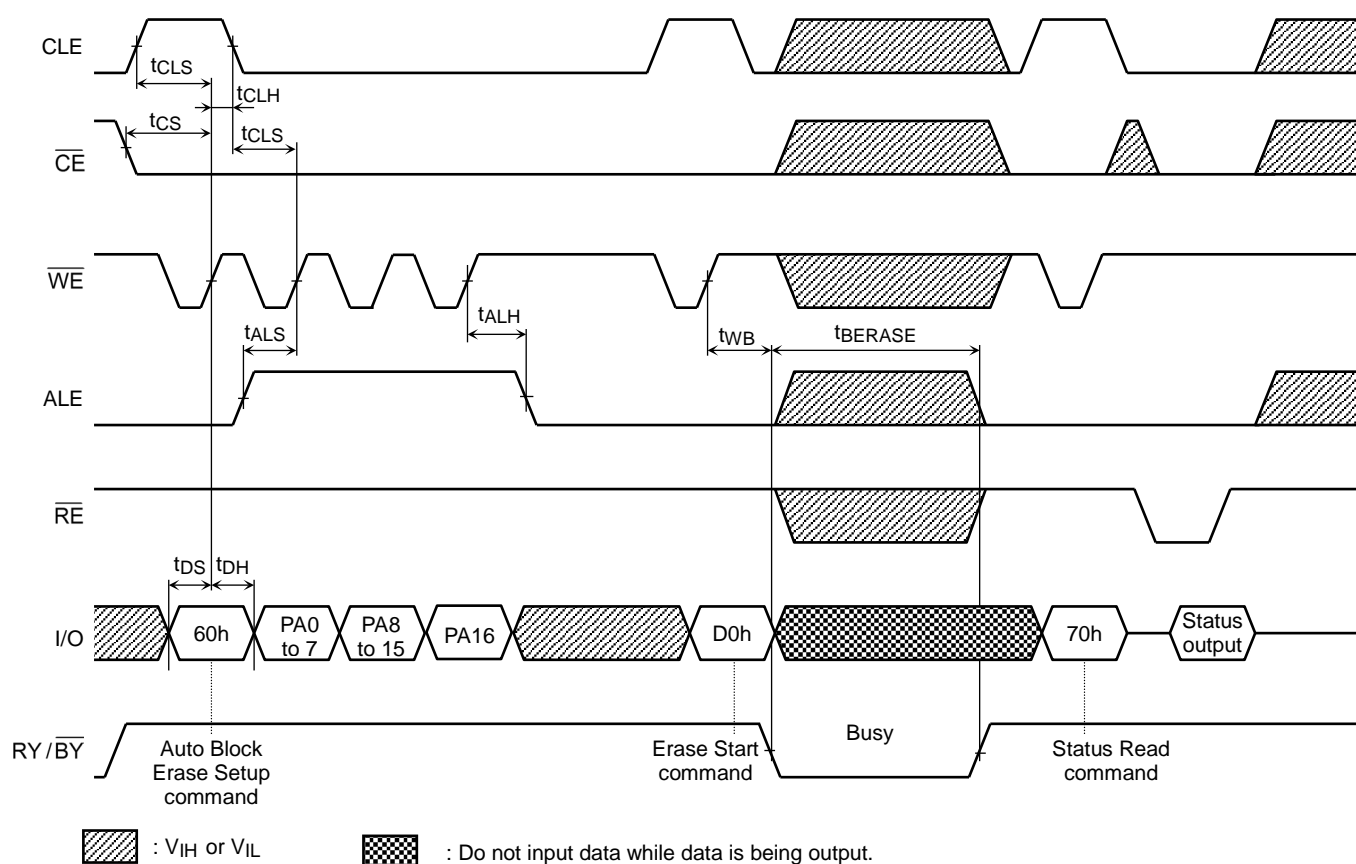 CLE
tCLS
tCLH
tCS
tCLS
CE
WE
tALS
tALH
tWB
tBERASE
ALE
RE
tDS
tDH
I/O
60h
PA0
to 7
PA8
to 15
PA16
D0h
70h
Status
output
RY/BY
Auto Block
Erase Setup
command
Erase Start
command
Busy
Status Read
command
: VIH or VIL
: Do not input data while data is being output.